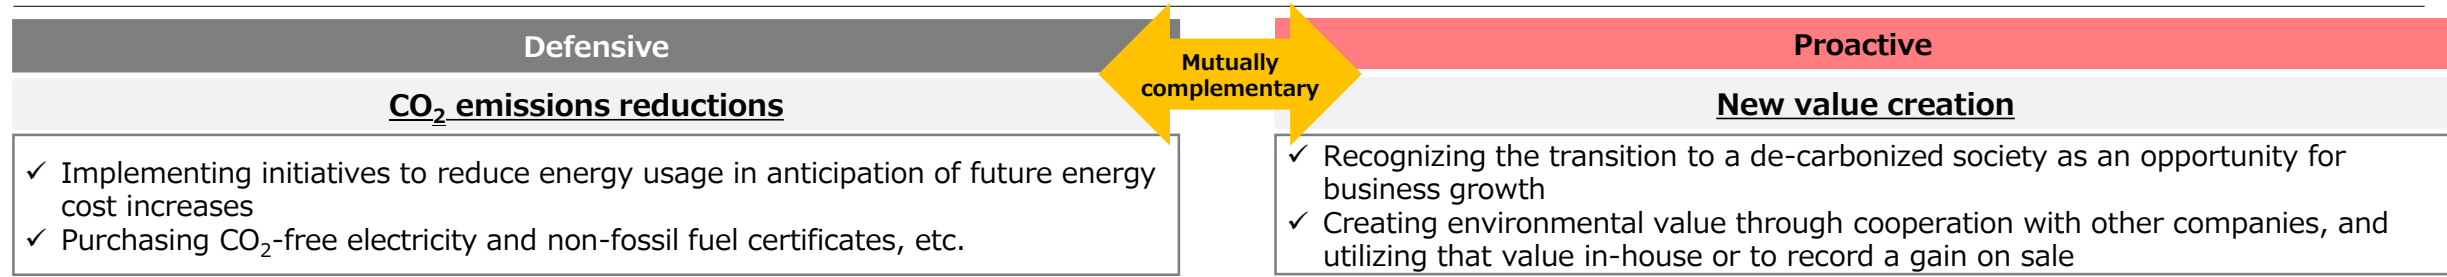 Defensive
Mutually
complementary
Proactive
CO₂ emissions reductions
New value creation
✓ Implementing initiatives to reduce energy usage in anticipation of future energy
cost increases
✓ Purchasing CO₂-free electricity and non-fossil fuel certificates, etc.
✓ Recognizing the transition to a de-carbonized society as an opportunity for
business growth
✓ Creating environmental value through cooperation with other companies, and
utilizing that value in-house or to record a gain on sale